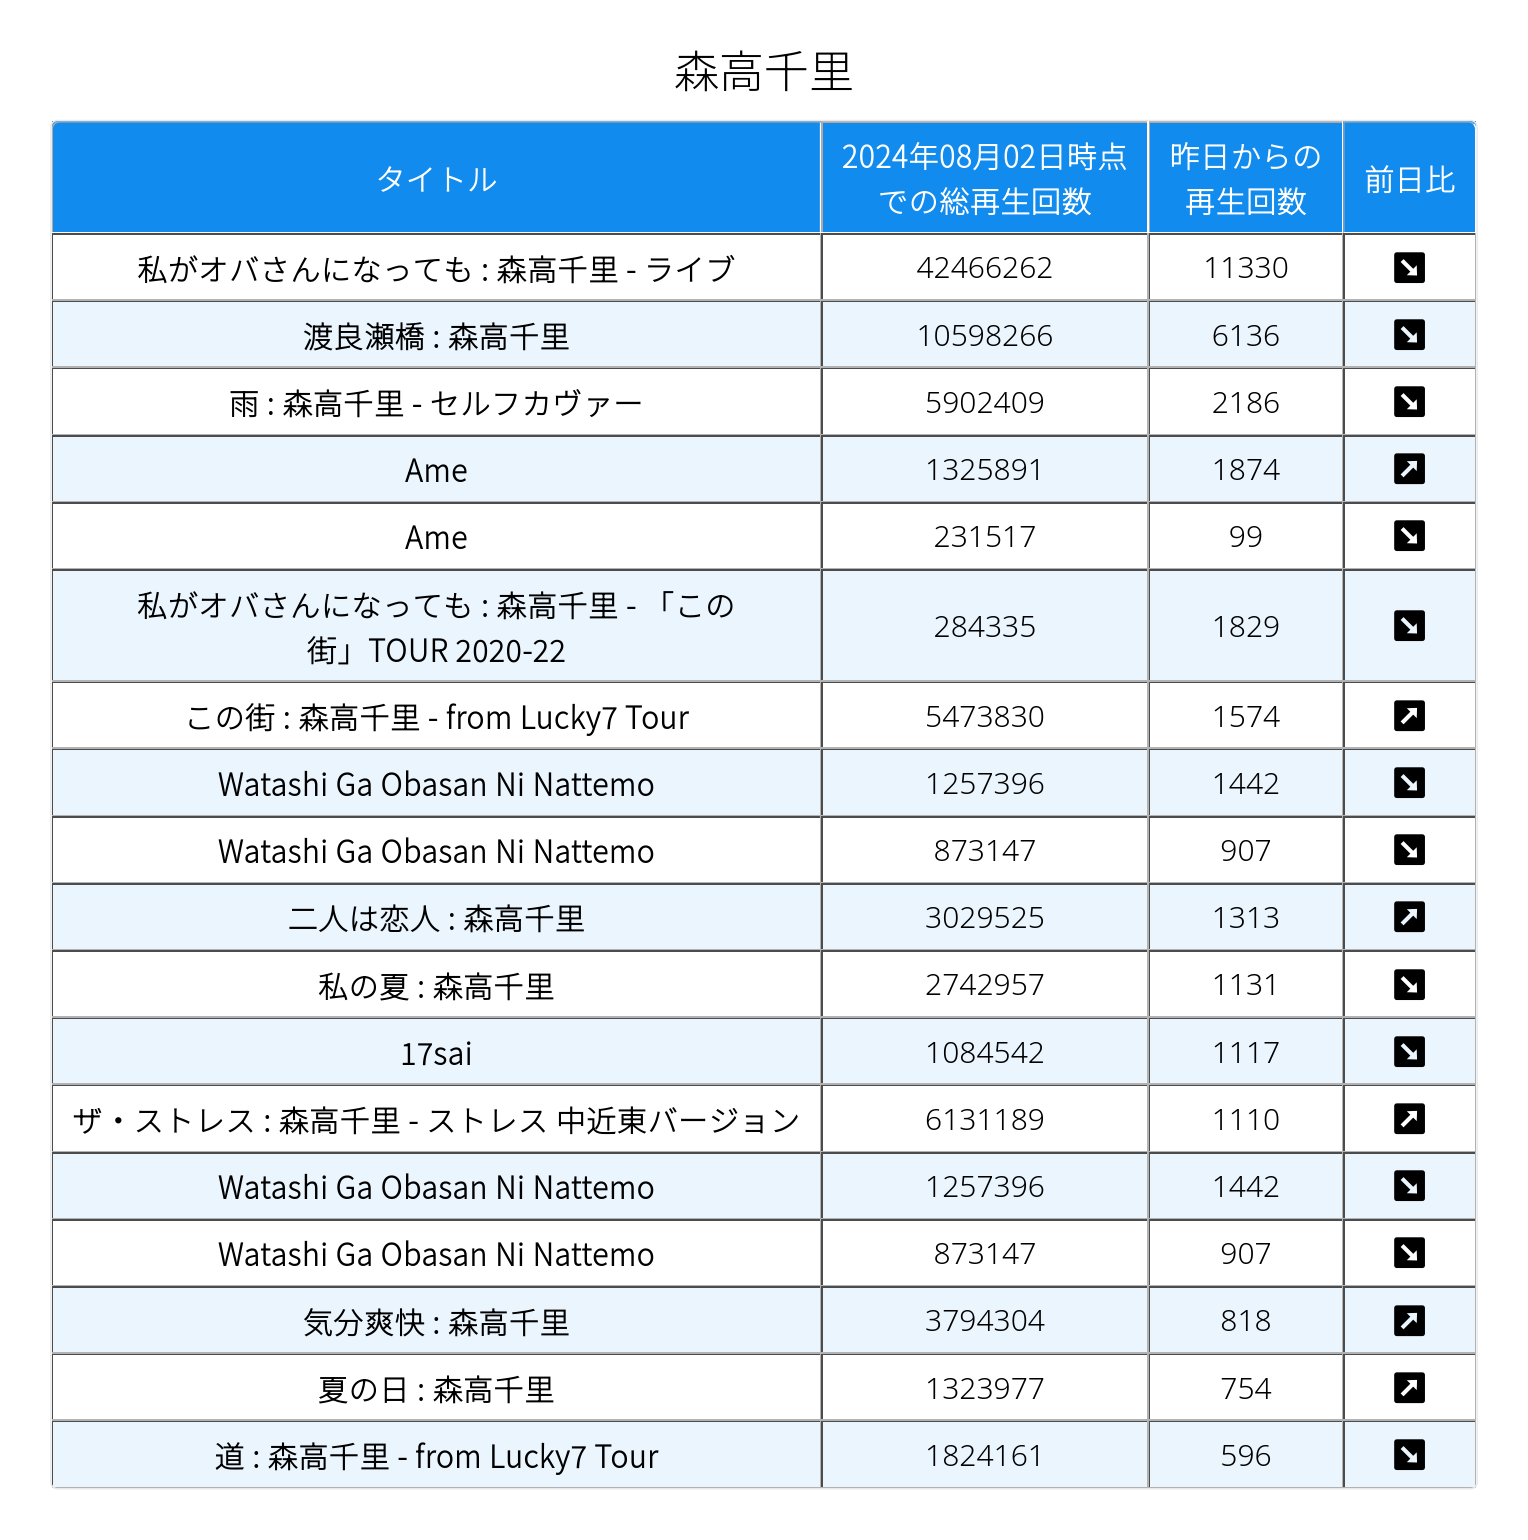 森高千里
タイトル
2024年08月02日時点
での総再生回数
昨日からの
再生回数
前日比
私がオバさんになっても : 森高千里 - ライブ 42466262 11330
渡良瀬橋 : 森高千里 10598266 6136
雨 : 森高千里 - セルフカヴァー 5902409 2186
Ame 1325891 1874
Ame 231517 99
私がオバさんになっても : 森高千里 - 「この
街」TOUR 2020-22 284335 1829
この街 : 森高千里 - from Lucky7 Tour 5473830 1574
Watashi Ga Obasan Ni Nattemo 1257396 1442
Watashi Ga Obasan Ni Nattemo 873147 907
二人は恋人 : 森高千里 3029525 1313
私の夏 : 森高千里 2742957 1131
17sai 1084542 1117
ザ・ストレス : 森高千里 - ストレス 中近東バージョン 6131189 1110
Watashi Ga Obasan Ni Nattemo 1257396 1442
Watashi Ga Obasan Ni Nattemo 873147 907
気分爽快 : 森高千里 3794304 818
夏の日 : 森高千里 1323977 754
道 : 森高千里 - from Lucky7 Tour 1824161 596